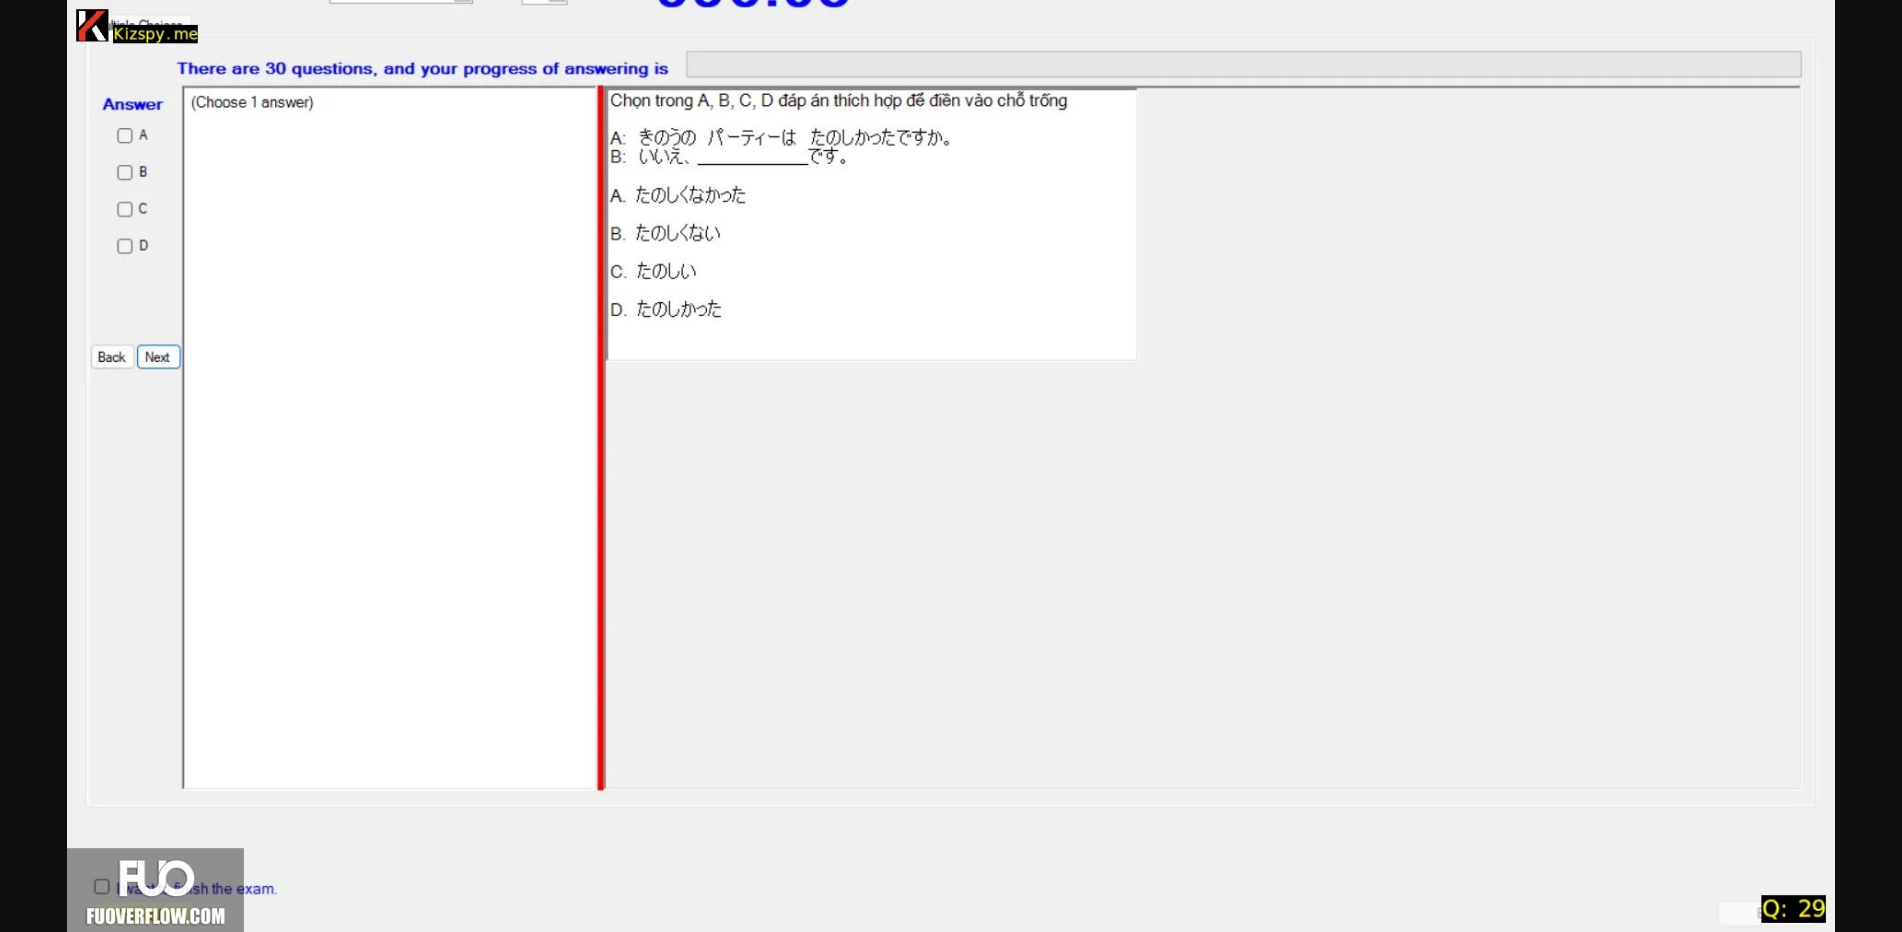 Kizspy.me
There are 30 questions, and your progress of answering is
Answer
(Choose 1 answer)
A
B
C
D
Back
Next
Chọn trong A, B, C, D đáp án thích hợp để điền vào chỗ trống
A: きのうの パーティーは たのしかったですか。
B: いいえ、____________です。
A. たのしくなかった
B. たのしくない
C. たのしい
D. たのしかった
FUO
finish the exam.
FUOVERFLOW.COM
Q: 29